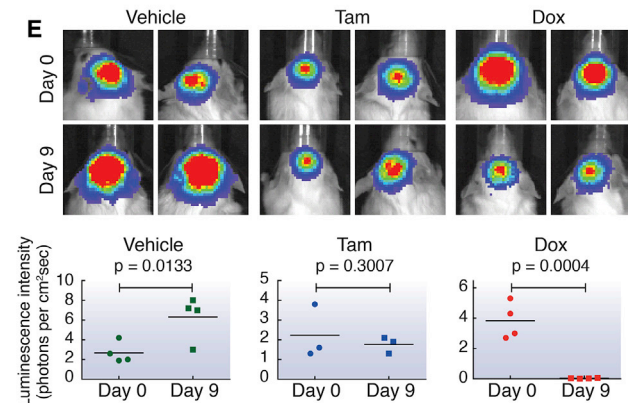 E
Vehicle Tam Dox
Day 0
Day 9
Vehicle Tam Dox
p = 0.0133 p = 0.3007 p = 0.0004
Luminescence intensity
(photons per cm²sec)
10
8
6
4
2
0
5
4
3
2
1
0
6
4
2
0
Day 0 Day 9 Day 0 Day 9 Day 0 Day 9